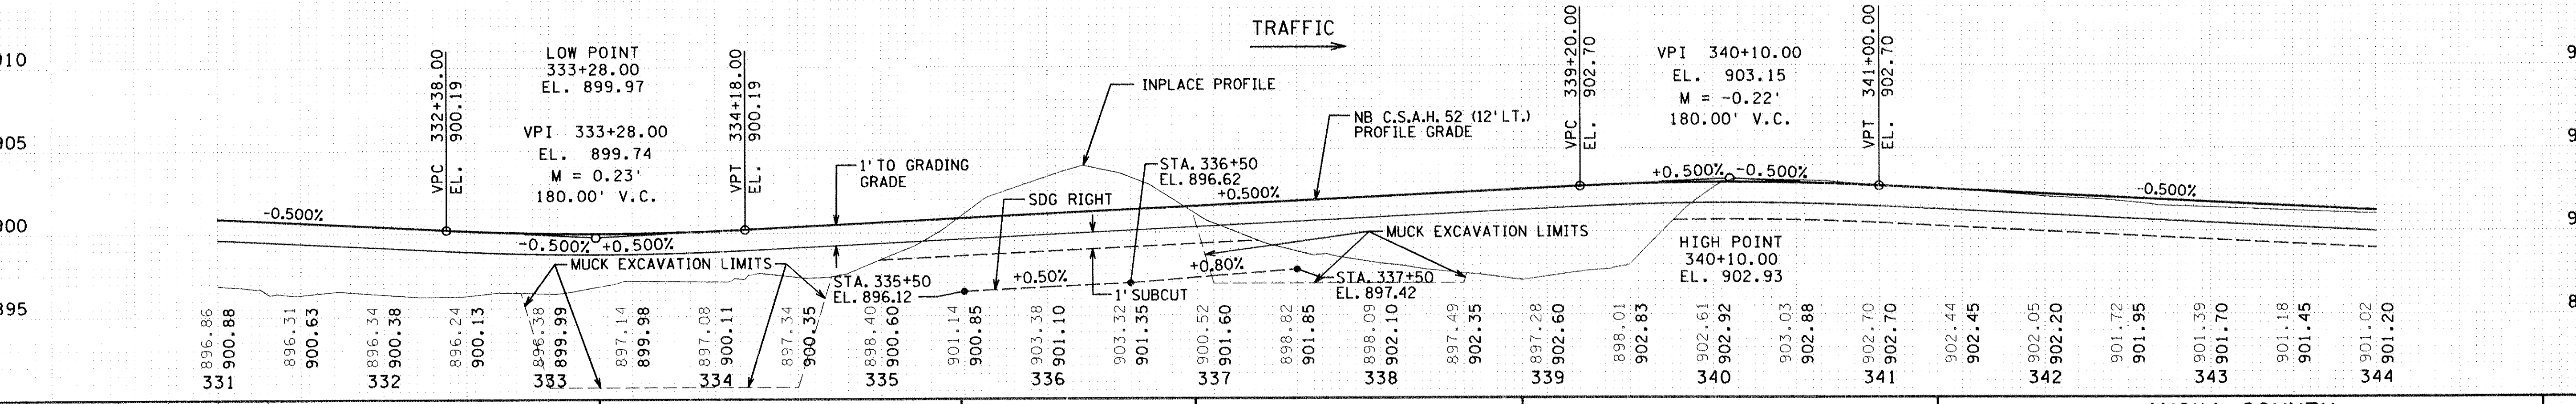 TRAFFIC
910
905
900
895
9
9
9
8
VPC 332+38.00
EL. 900.19
LOW POINT
333+28.00
EL. 899.97
VPI 333+28.00
EL. 899.74
M = 0.23'
180.00' V.C.
VPT 334+18.00
EL. 900.19
1' TO GRADING
GRADE
INPLACE PROFILE
NB C.S.A.H. 52 (12' LT.)
PROFILE GRADE
STA. 336+50
EL. 896.62
SDG RIGHT
+0.500%
VPC 339+20.00
EL. 902.70
VPI 340+10.00
EL. 903.15
M = -0.22'
180.00' V.C.
VPT 341+00.00
EL. 902.70
+0.500%
-0.500%
-0.500%
-0.500%
-0.500%
+0.500%
MUCK EXCAVATION LIMITS
STA. 335+50
EL. 896.12
+0.50%
1' SUBCUT
+0.80%
MUCK EXCAVATION LIMITS
STA. 337+50
EL. 897.42
HIGH POINT
340+10.00
EL. 902.93
896.86
900.88
896.31
900.63
896.34
900.38
896.24
900.13
896.38
899.99
897.14
899.98
897.08
900.11
897.34
900.35
898.40
900.60
901.14
900.85
903.38
901.10
903.32
901.35
900.52
901.60
898.82
901.85
898.09
902.10
897.49
902.35
897.28
902.60
898.01
902.83
902.61
902.92
903.03
902.88
902.70
902.70
902.44
902.45
902.05
902.20
901.72
901.95
901.39
901.70
901.18
901.45
901.02
901.20
331
332
333
334
335
336
337
338
339
340
341
342
343
344